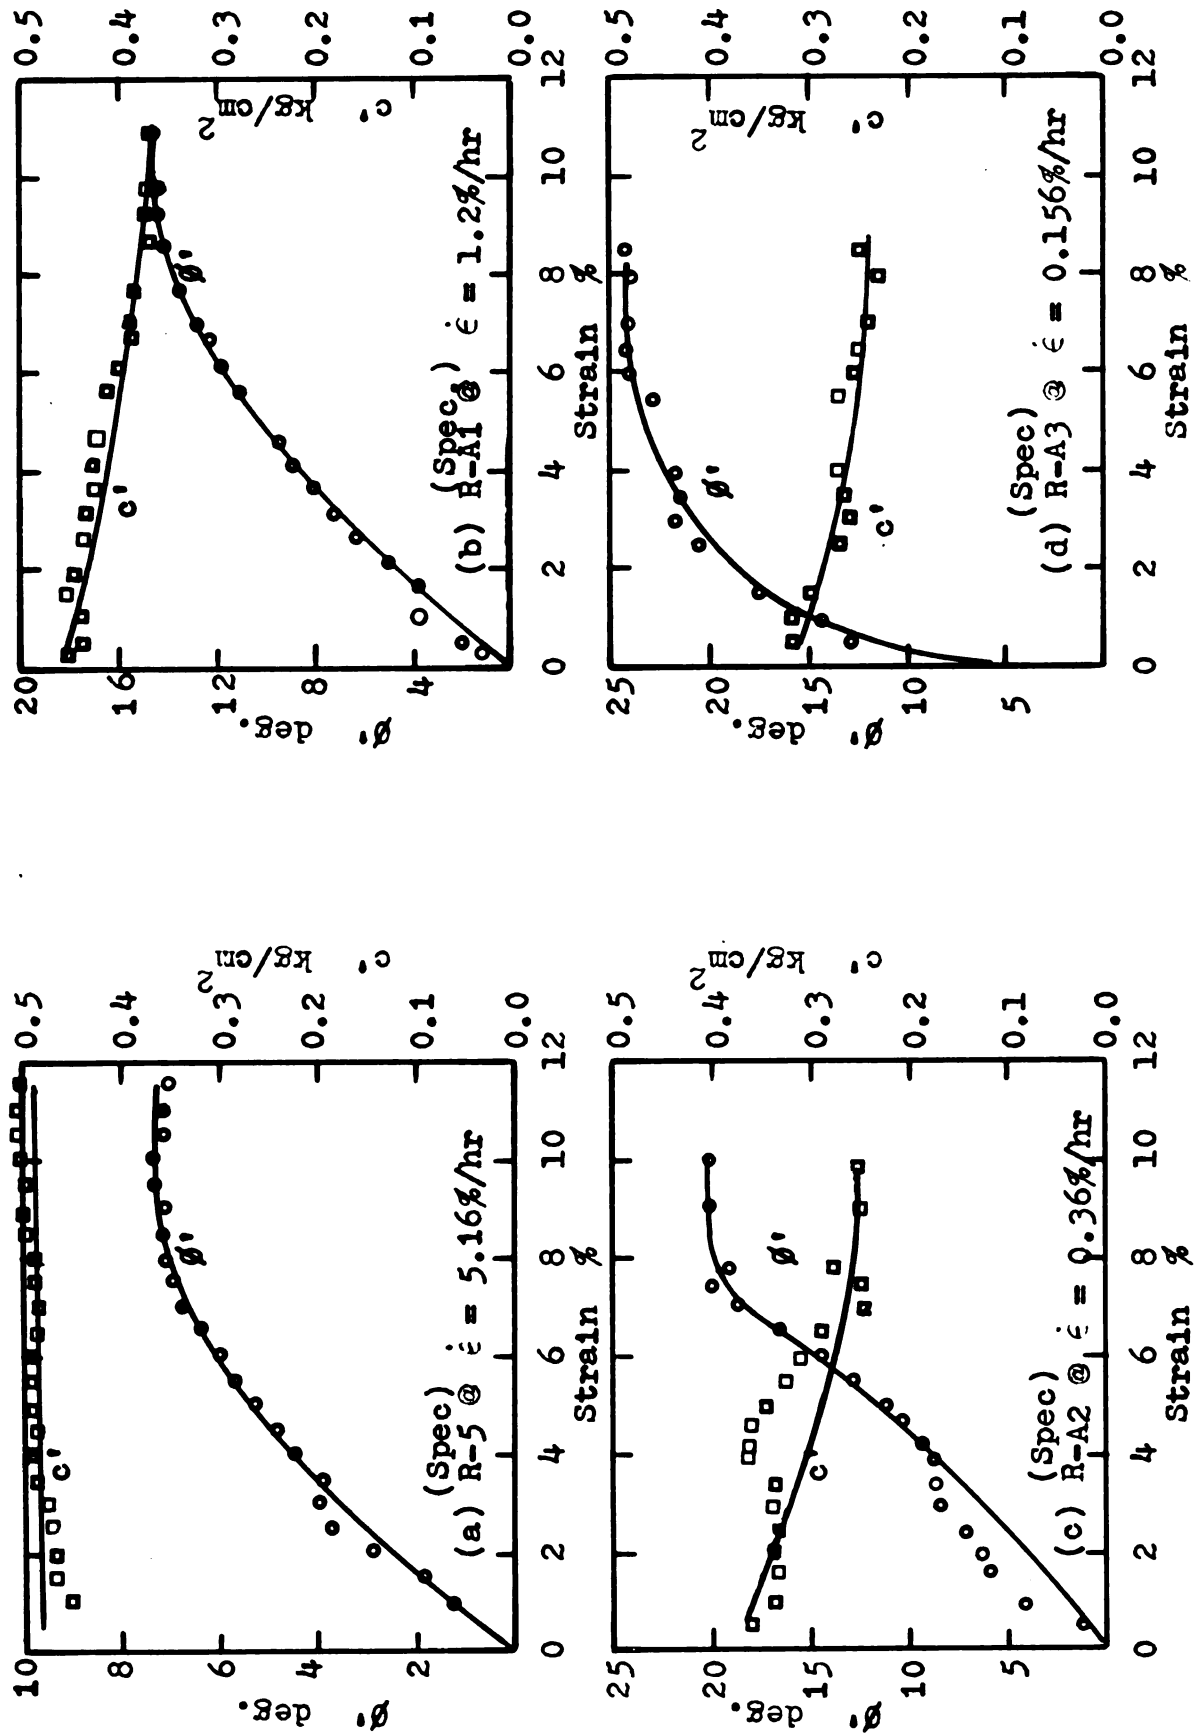 10
8
6
4
2
ø'
deg.
0.5
0.4
0.3
0.2
0.1
0.0
c'
kg/cm²
c'
ø'
(Spec)
(a) R-5 @ ε̇ = 5.16%/hr
0 2 4 6 8 10 12
Strain %
20
16
12
8
4
ø'
deg.
0.5
0.4
0.3
0.2
0.1
0.0
c'
kg/cm²
c'
ø'
(Spec.)
(b) R-A1 @ ε̇ = 1.2%/hr
0 2 4 6 8 10 12
Strain %
25
20
15
10
5
ø'
deg.
0.5
0.4
0.3
0.2
0.1
0.0
c'
kg/cm²
ø'
c'
(Spec)
(c) R-A2 @ ε̇ = 0.36%/hr
0 2 4 6 8 10 12
Strain %
25
20
15
10
5
ø'
deg.
0.5
0.4
0.3
0.2
0.1
0.0
c'
kg/cm²
ø'
c'
(Spec)
(d) R-A3 @ ε̇ = 0.156%/hr
0 2 4 6 8 10 12
Strain %